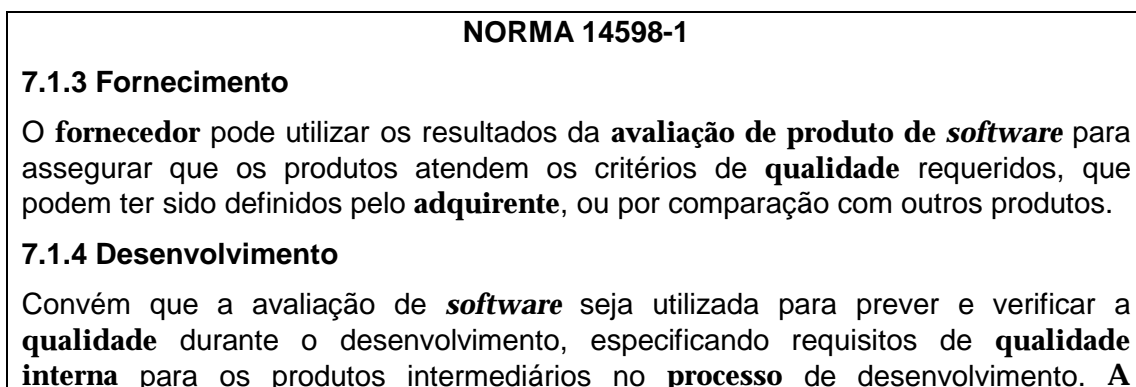 NORMA 14598-1
7.1.3 Fornecimento
O fornecedor pode utilizar os resultados da avaliação de produto de software para
assegurar que os produtos atendem os critérios de qualidade requeridos, que
podem ter sido definidos pelo adquirente, ou por comparação com outros produtos.
7.1.4 Desenvolvimento
Convém que a avaliação de software seja utilizada para prever e verificar a
qualidade durante o desenvolvimento, especificando requisitos de qualidade
interna para os produtos intermediários no processo de desenvolvimento. A